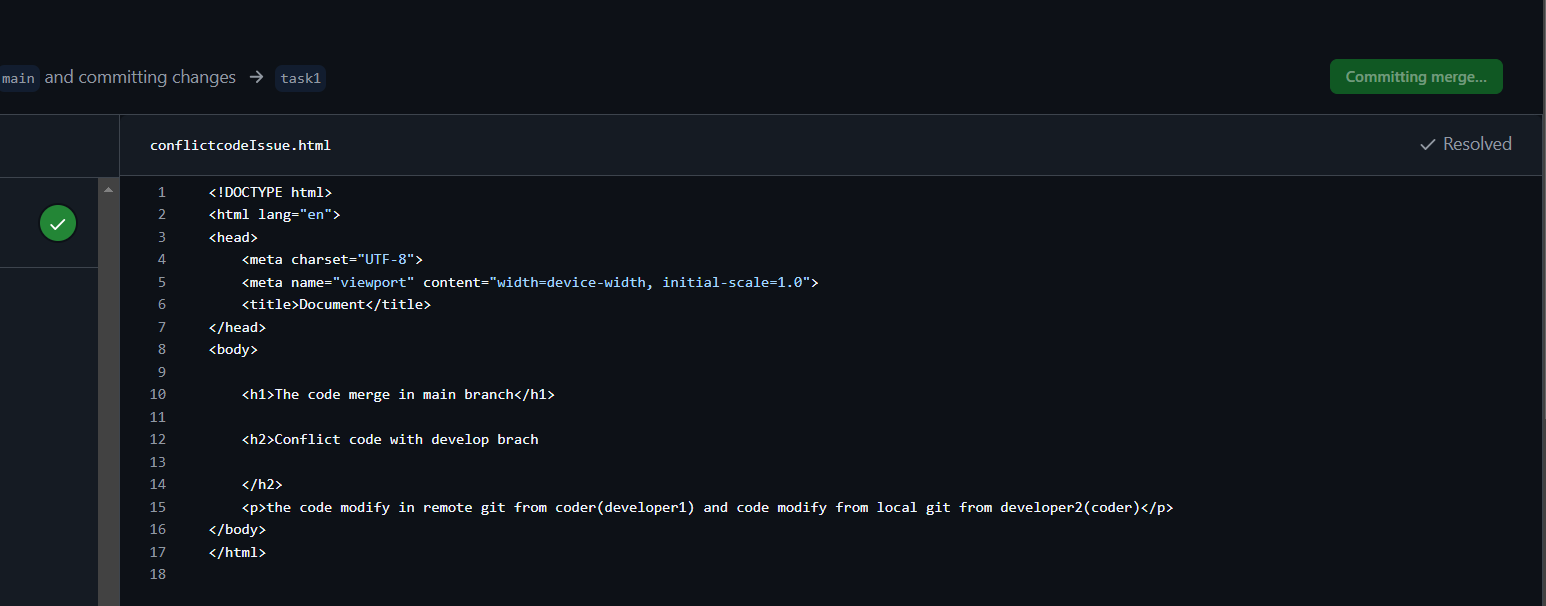 main and committing changes → task1
Committing merge...
conflictcodeIssue.html
Resolved
1 <!DOCTYPE html>
2 <html lang="en">
3 <head>
4     <meta charset="UTF-8">
5     <meta name="viewport" content="width=device-width, initial-scale=1.0">
6     <title>Document</title>
7 </head>
8 <body>
9
10     <h1>The code merge in main branch</h1>
11
12     <h2>Conflict code with develop brach
13
14     </h2>
15     <p>the code modify in remote git from coder(developer1) and code modify from local git from developer2(coder)</p>
16 </body>
17 </html>
18